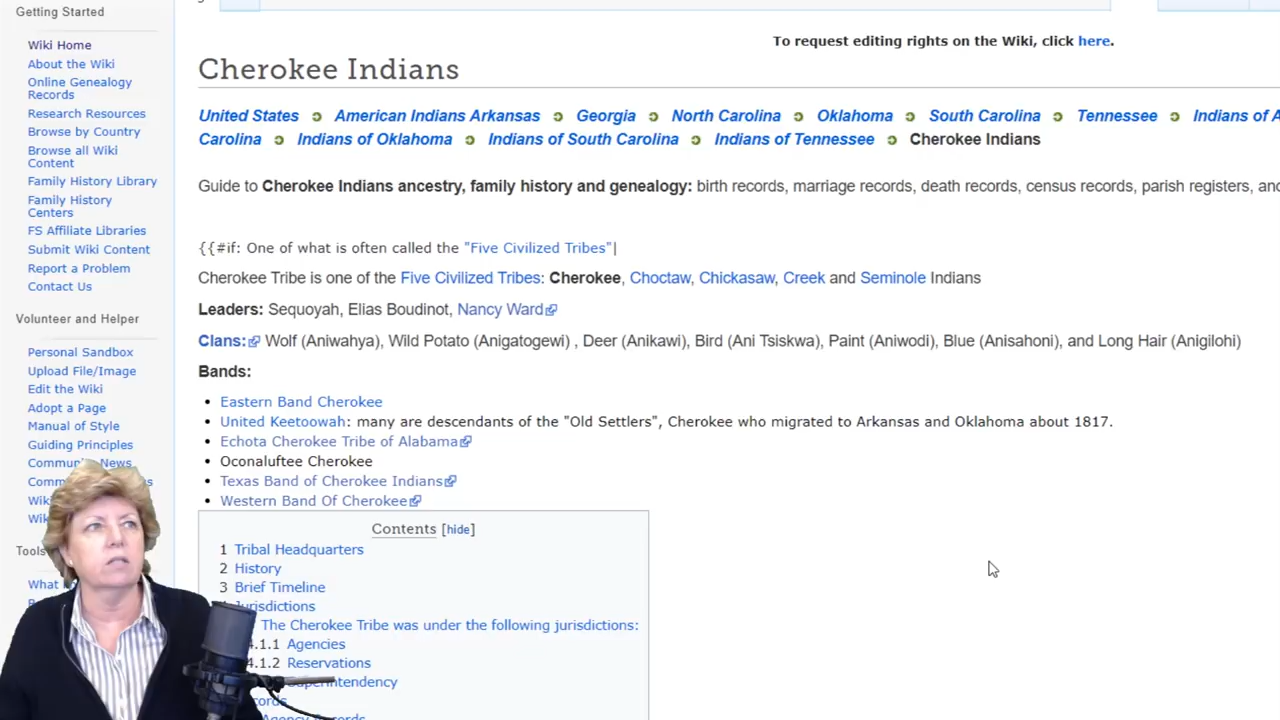 Getting Started
Wiki Home
About the Wiki
Online Genealogy
Records
Research Resources
Browse by Country
Browse all Wiki
Content
Family History Library
Family History
Centers
FS Affiliate Libraries
Submit Wiki Content
Report a Problem
Contact Us
Volunteer and Helper
Personal Sandbox
Upload File/Image
Edit the Wiki
Adopt a Page
Manual of Style
Guiding Principles
Community News
Wiki
Wiki
Tools
What
To request editing rights on the Wiki, click here.
Cherokee Indians
United States American Indians Arkansas Georgia North Carolina Oklahoma South Carolina Tennessee Indians of
Carolina Indians of Oklahoma Indians of South Carolina Indians of Tennessee Cherokee Indians
Guide to Cherokee Indians ancestry, family history and genealogy: birth records, marriage records, death records, census records, parish registers, and
{{#if: One of what is often called the "Five Civilized Tribes"|
Cherokee Tribe is one of the Five Civilized Tribes: Cherokee, Choctaw, Chickasaw, Creek and Seminole Indians
Leaders: Sequoyah, Elias Boudinot, Nancy Ward
Clans: Wolf (Aniwahya), Wild Potato (Anigatogewi) , Deer (Anikawi), Bird (Ani Tsiskwa), Paint (Aniwodi), Blue (Anisahoni), and Long Hair (Anigilohi)
Bands:
• Eastern Band Cherokee
• United Keetoowah: many are descendants of the "Old Settlers", Cherokee who migrated to Arkansas and Oklahoma about 1817.
• Echota Cherokee Tribe of Alabama
• Oconaluftee Cherokee
• Texas Band of Cherokee Indians
• Western Band Of Cherokee
Contents [hide]
1 Tribal Headquarters
2 History
3 Brief Timeline
Jurisdictions
The Cherokee Tribe was under the following jurisdictions:
4.1.1 Agencies
4.1.2 Reservations
Superintendency
Agency Records